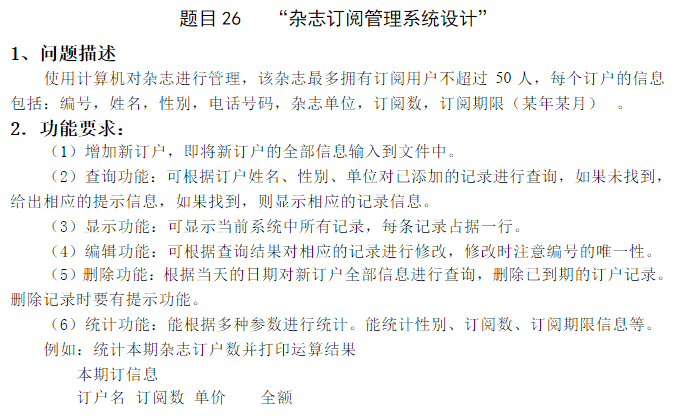 题目26 “杂志订阅管理系统设计”
1、问题描述
使用计算机对杂志进行管理，该杂志最多拥有订阅用户不超过 50 人，每个订户的信息
包括：编号，姓名，性别，电话号码，杂志单位，订阅数，订阅期限（某年某月） 。
2．功能要求：
（1）增加新订户，即将新订户的全部信息输入到文件中。
（2）查询功能：可根据订户姓名、性别、单位对已添加的记录进行查询，如果未找到，
给出相应的提示信息，如果找到，则显示相应的记录信息。
（3）显示功能：可显示当前系统中所有记录，每条记录占据一行。
（4）编辑功能：可根据查询结果对相应的记录进行修改，修改时注意编号的唯一性。
（5）删除功能：根据当天的日期对新订户全部信息进行查询，删除已到期的订户记录。
删除记录时要有提示功能。
（6）统计功能：能根据多种参数进行统计。能统计性别、订阅数、订阅期限信息等。
例如：统计本期杂志订户数并打印运算结果
本期订信息
订户名 订阅数 单价 全额